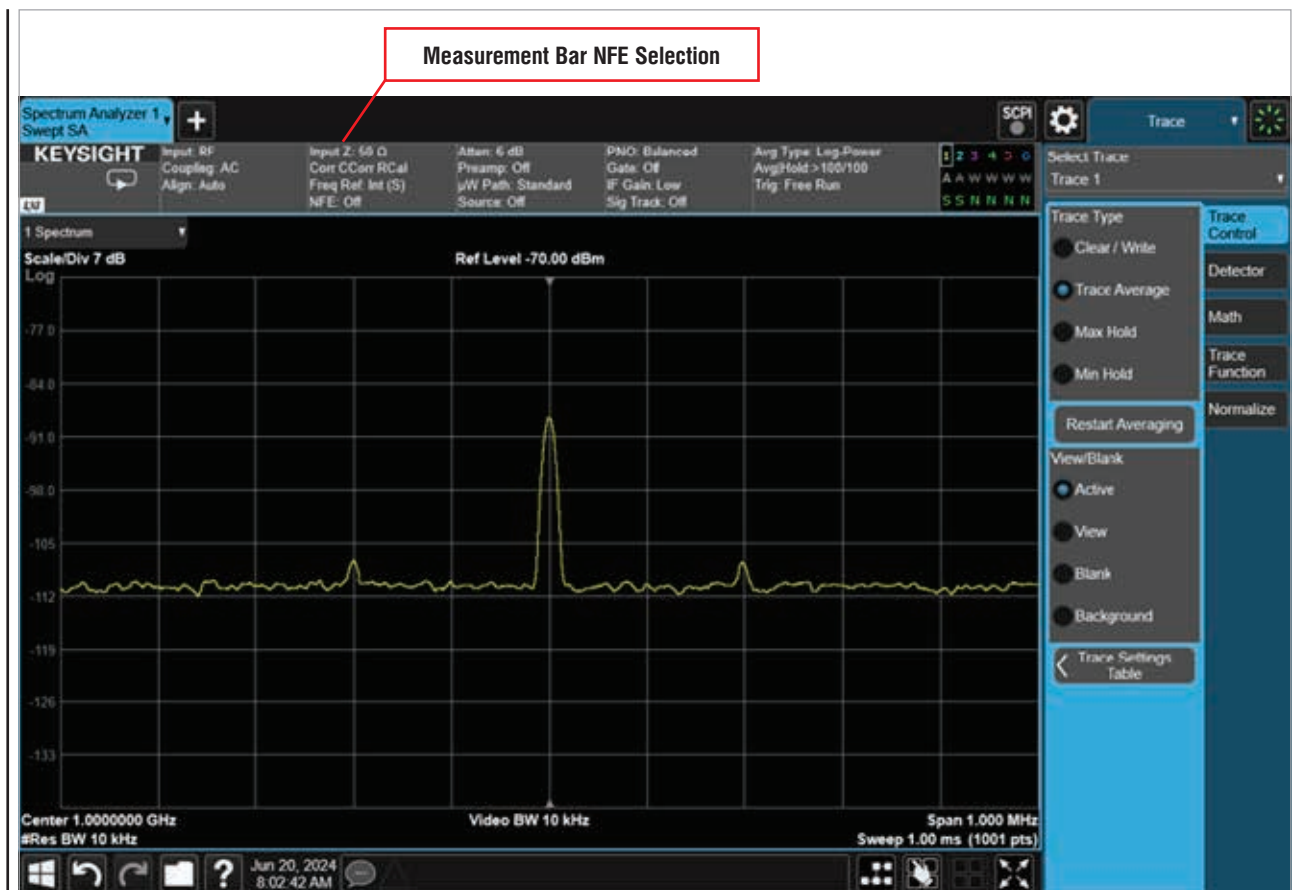 Measurement Bar NFE Selection
Spectrum Analyzer 1
Swept SA
+
SCPI
Trace
KEYSIGHT
Input: RF
Coupling: AC
Align: Auto
Input Z: 50 Ω
Corr CCorr RCal
Freq Ref: Int (S)
NFE: Off
Atten: 6 dB
Preamp: Off
µW Path: Standard
Source: Off
PNO: Balanced
Gate: Off
IF Gain: Low
Sig Track: Off
Avg Type: Log-Power
Avg|Hold:>100/100
Trig: Free Run
1 2 3 4 5 6
A A W W W W
S S N N N N
Select Trace
Trace 1
1 Spectrum
Scale/Div 7 dB
Ref Level -70.00 dBm
Log
-77.0
-84.0
-91.0
-98.0
-105
-112
-119
-126
-133
Trace Type
Clear / Write
Trace Average
Max Hold
Min Hold
Restart Averaging
View/Blank
Active
View
Blank
Background
Trace Settings
Table
Trace
Control
Detector
Math
Trace
Function
Normalize
Center 1.0000000 GHz
#Res BW 10 kHz
Video BW 10 kHz
Span 1.000 MHz
Sweep 1.00 ms (1001 pts)
?
Jun 20, 2024
8:02:42 AM